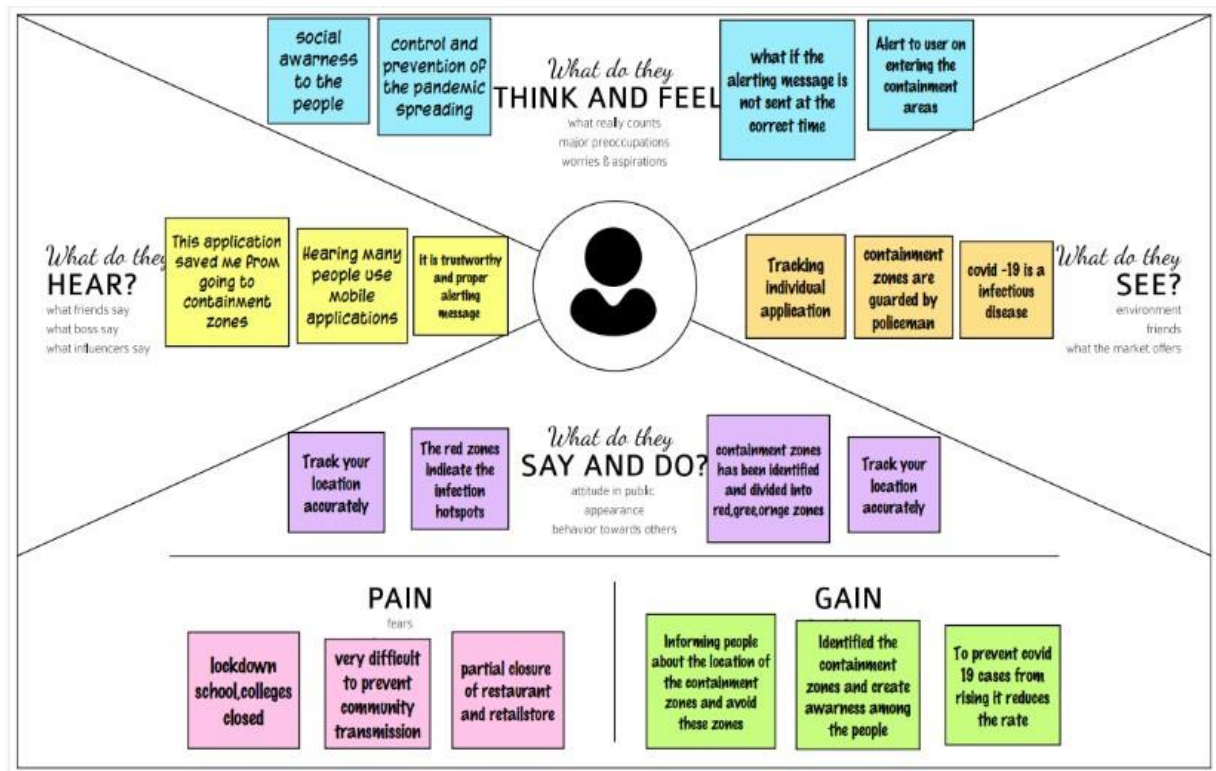 social
awarness
to the
people
control and
prevention of
the pandemic
spreading
What do they
THINK AND FEEL
what really counts
major preoccupations
worries & aspirations
what if the
alerting message is
not sent at the
correct time
Alert to user on
entering the
containment
areas
What do they
HEAR?
what friends say
what boss say
what influencers say
This application
saved me from
going to
containment
zones
Hearing many
people use
mobile
applications
it is trustworthy
and proper
alerting
message
Tracking
individual
application
containment
zones are
guarded by
policeman
covid -19 is a
infectious
disease
What do they
SEE?
environment
friends
what the market offers
Track your
location
accurately
The red zones
indicate the
infection
hotspots
What do they
SAY AND DO?
attitude in public
appearance
behavior towards others
containment zones
has been identified
and divided into
red,gree,ornge zones
Track your
location
accurately
PAIN
fears
lockdown
school,colleges
closed
very difficult
to prevent
community
transmission
partial closure
of restaurant
and retailstore
GAIN
Informing people
about the location of
the containment
zones and avoid
these zones
Identified the
containment
zones and create
awarness among
the people
To prevent covid
19 cases from
rising it reduces
the rate